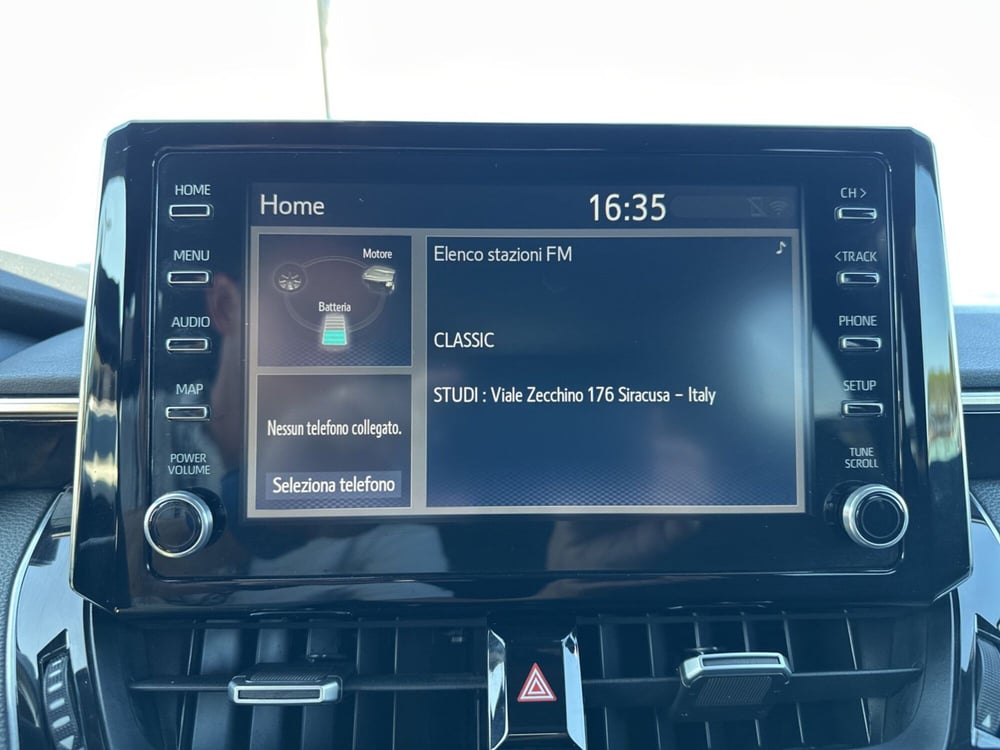 HOME
MENU
AUDIO
MAP
POWER
VOLUME
Home
16:35
Motore
Batteria
Nessun telefono collegato.
Seleziona telefono
Elenco stazioni FM
CLASSIC
STUDI : Viale Zecchino 176 Siracusa – Italy
CH >
<TRACK
PHONE
SETUP
TUNE
SCROLL